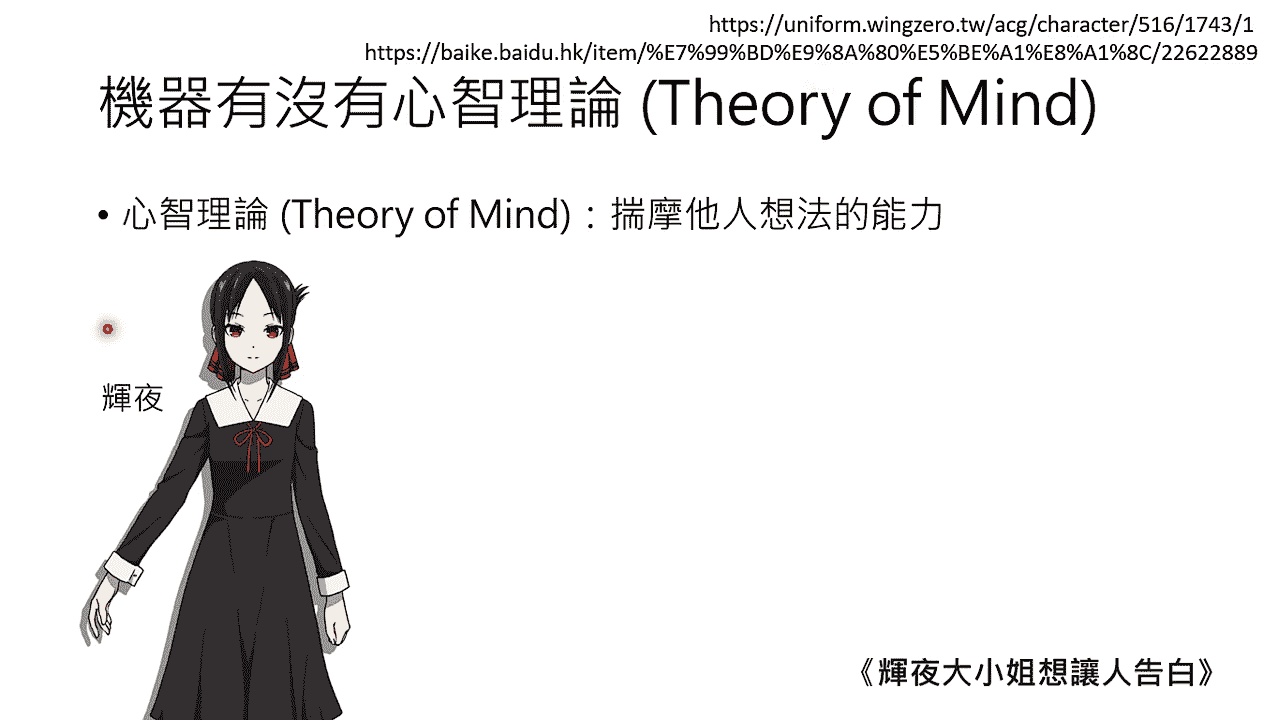 https://uniform.wingzero.tw/acg/character/516/1743/1
https://baike.baidu.hk/item/%E7%99%BD%E9%8A%80%E5%BE%A1%E8%A1%8C/22622889
機器有沒有心智理論 (Theory of Mind)
• 心智理論 (Theory of Mind)：揣摩他人想法的能力
輝夜
《輝夜大小姐想讓人告白》